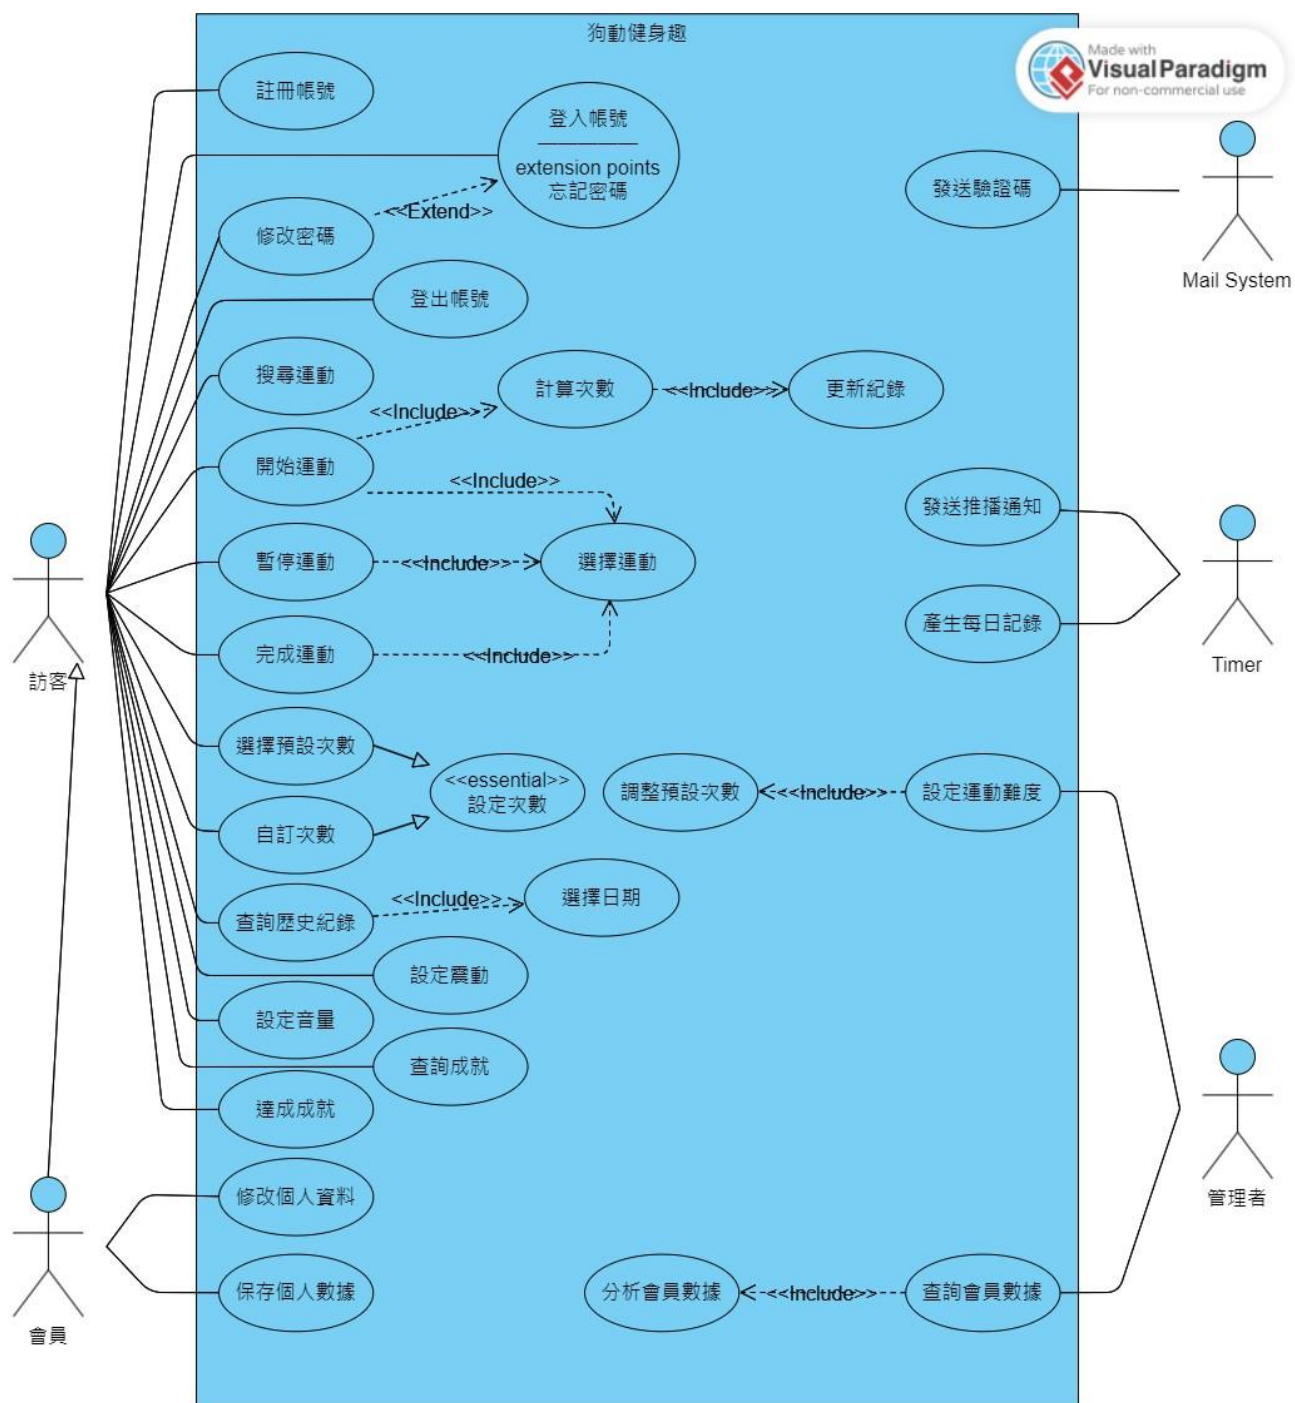 狗動健身趣
Made with
Visual Paradigm
For non-commercial use
註冊帳號
登入帳號
extension points
忘記密碼
發送驗證碼
<<Extend>>
修改密碼
Mail System
登出帳號
搜尋運動
計算次數
<<Include>>
更新紀錄
<<Include>>
開始運動
<<Include>>
發送推播通知
暫停運動
<<Include>>
選擇運動
產生每日記錄
完成運動
<<Include>>
訪客
Timer
選擇預設次數
<<essential>>
設定次數
調整預設次數
<<Include>>
設定運動難度
自訂次數
<<Include>>
選擇日期
查詢歷史紀錄
設定震動
設定音量
查詢成就
達成成就
修改個人資料
管理者
保存個人數據
分析會員數據
<<Include>>
查詢會員數據
會員